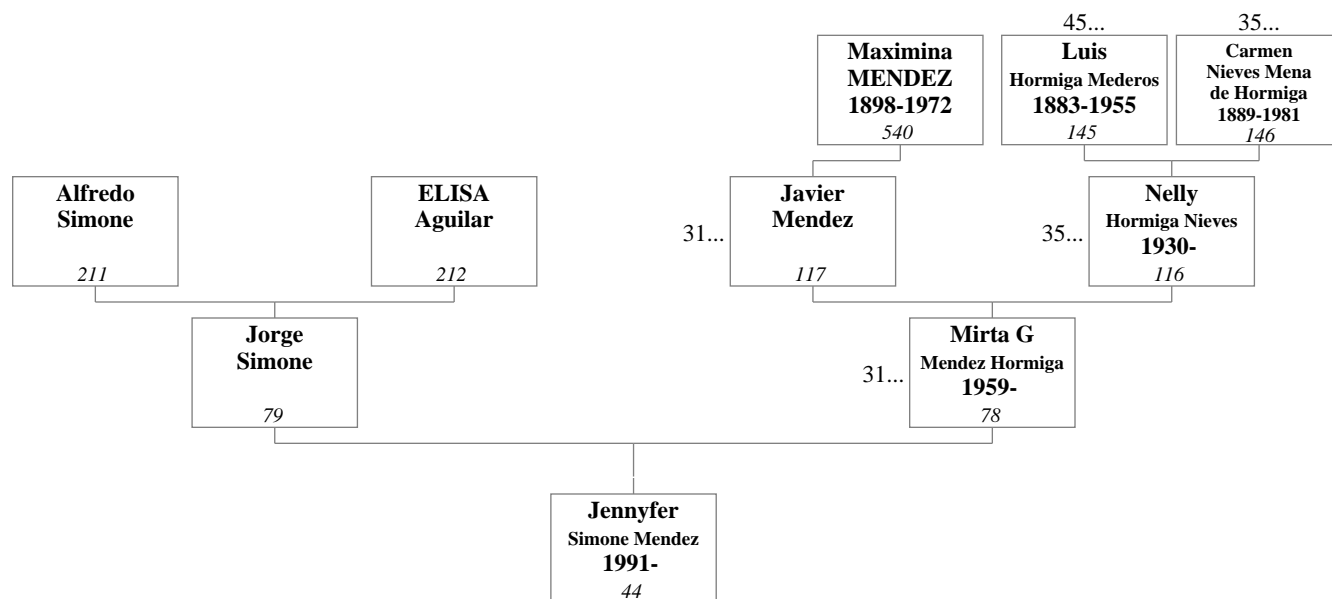 45...
35...
Maximina
MENDEZ
1898-1972
540
Luis
Hormiga Mederos
1883-1955
145
Carmen
Nieves Mena
de Hormiga
1889-1981
146
Alfredo
Simone
211
ELISA
Aguilar
212
31...
Javier
Mendez
117
35...
Nelly
Hormiga Nieves
1930-
116
Jorge
Simone
79
31...
Mirta G
Mendez Hormiga
1959-
78
Jennyfer
Simone Mendez
1991-
44